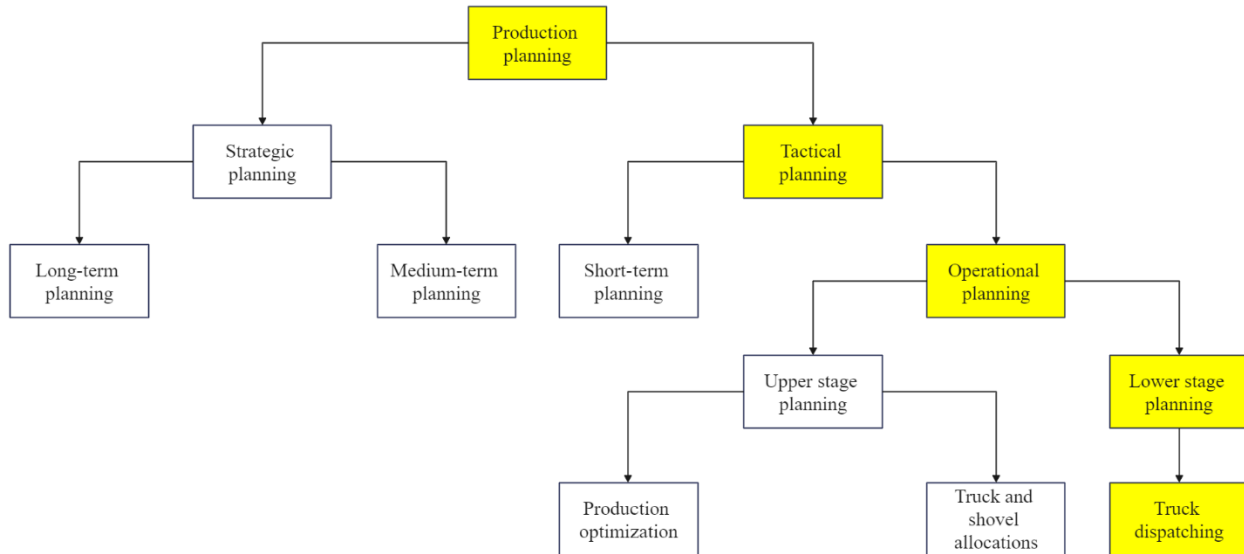 Production
planning
Strategic
planning
Tactical
planning
Long-term
planning
Medium-term
planning
Short-term
planning
Operational
planning
Upper stage
planning
Lower stage
planning
Production
optimization
Truck and
shovel
allocations
Truck
dispatching